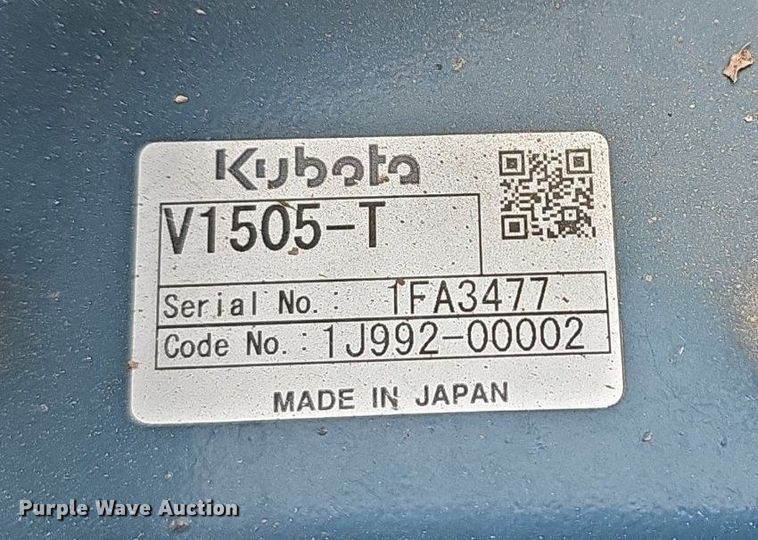 Kubota
V1505-T
Serial No.: 1FA3477
Code No.: 1J992-00002
MADE IN JAPAN
Purple Wave Auction